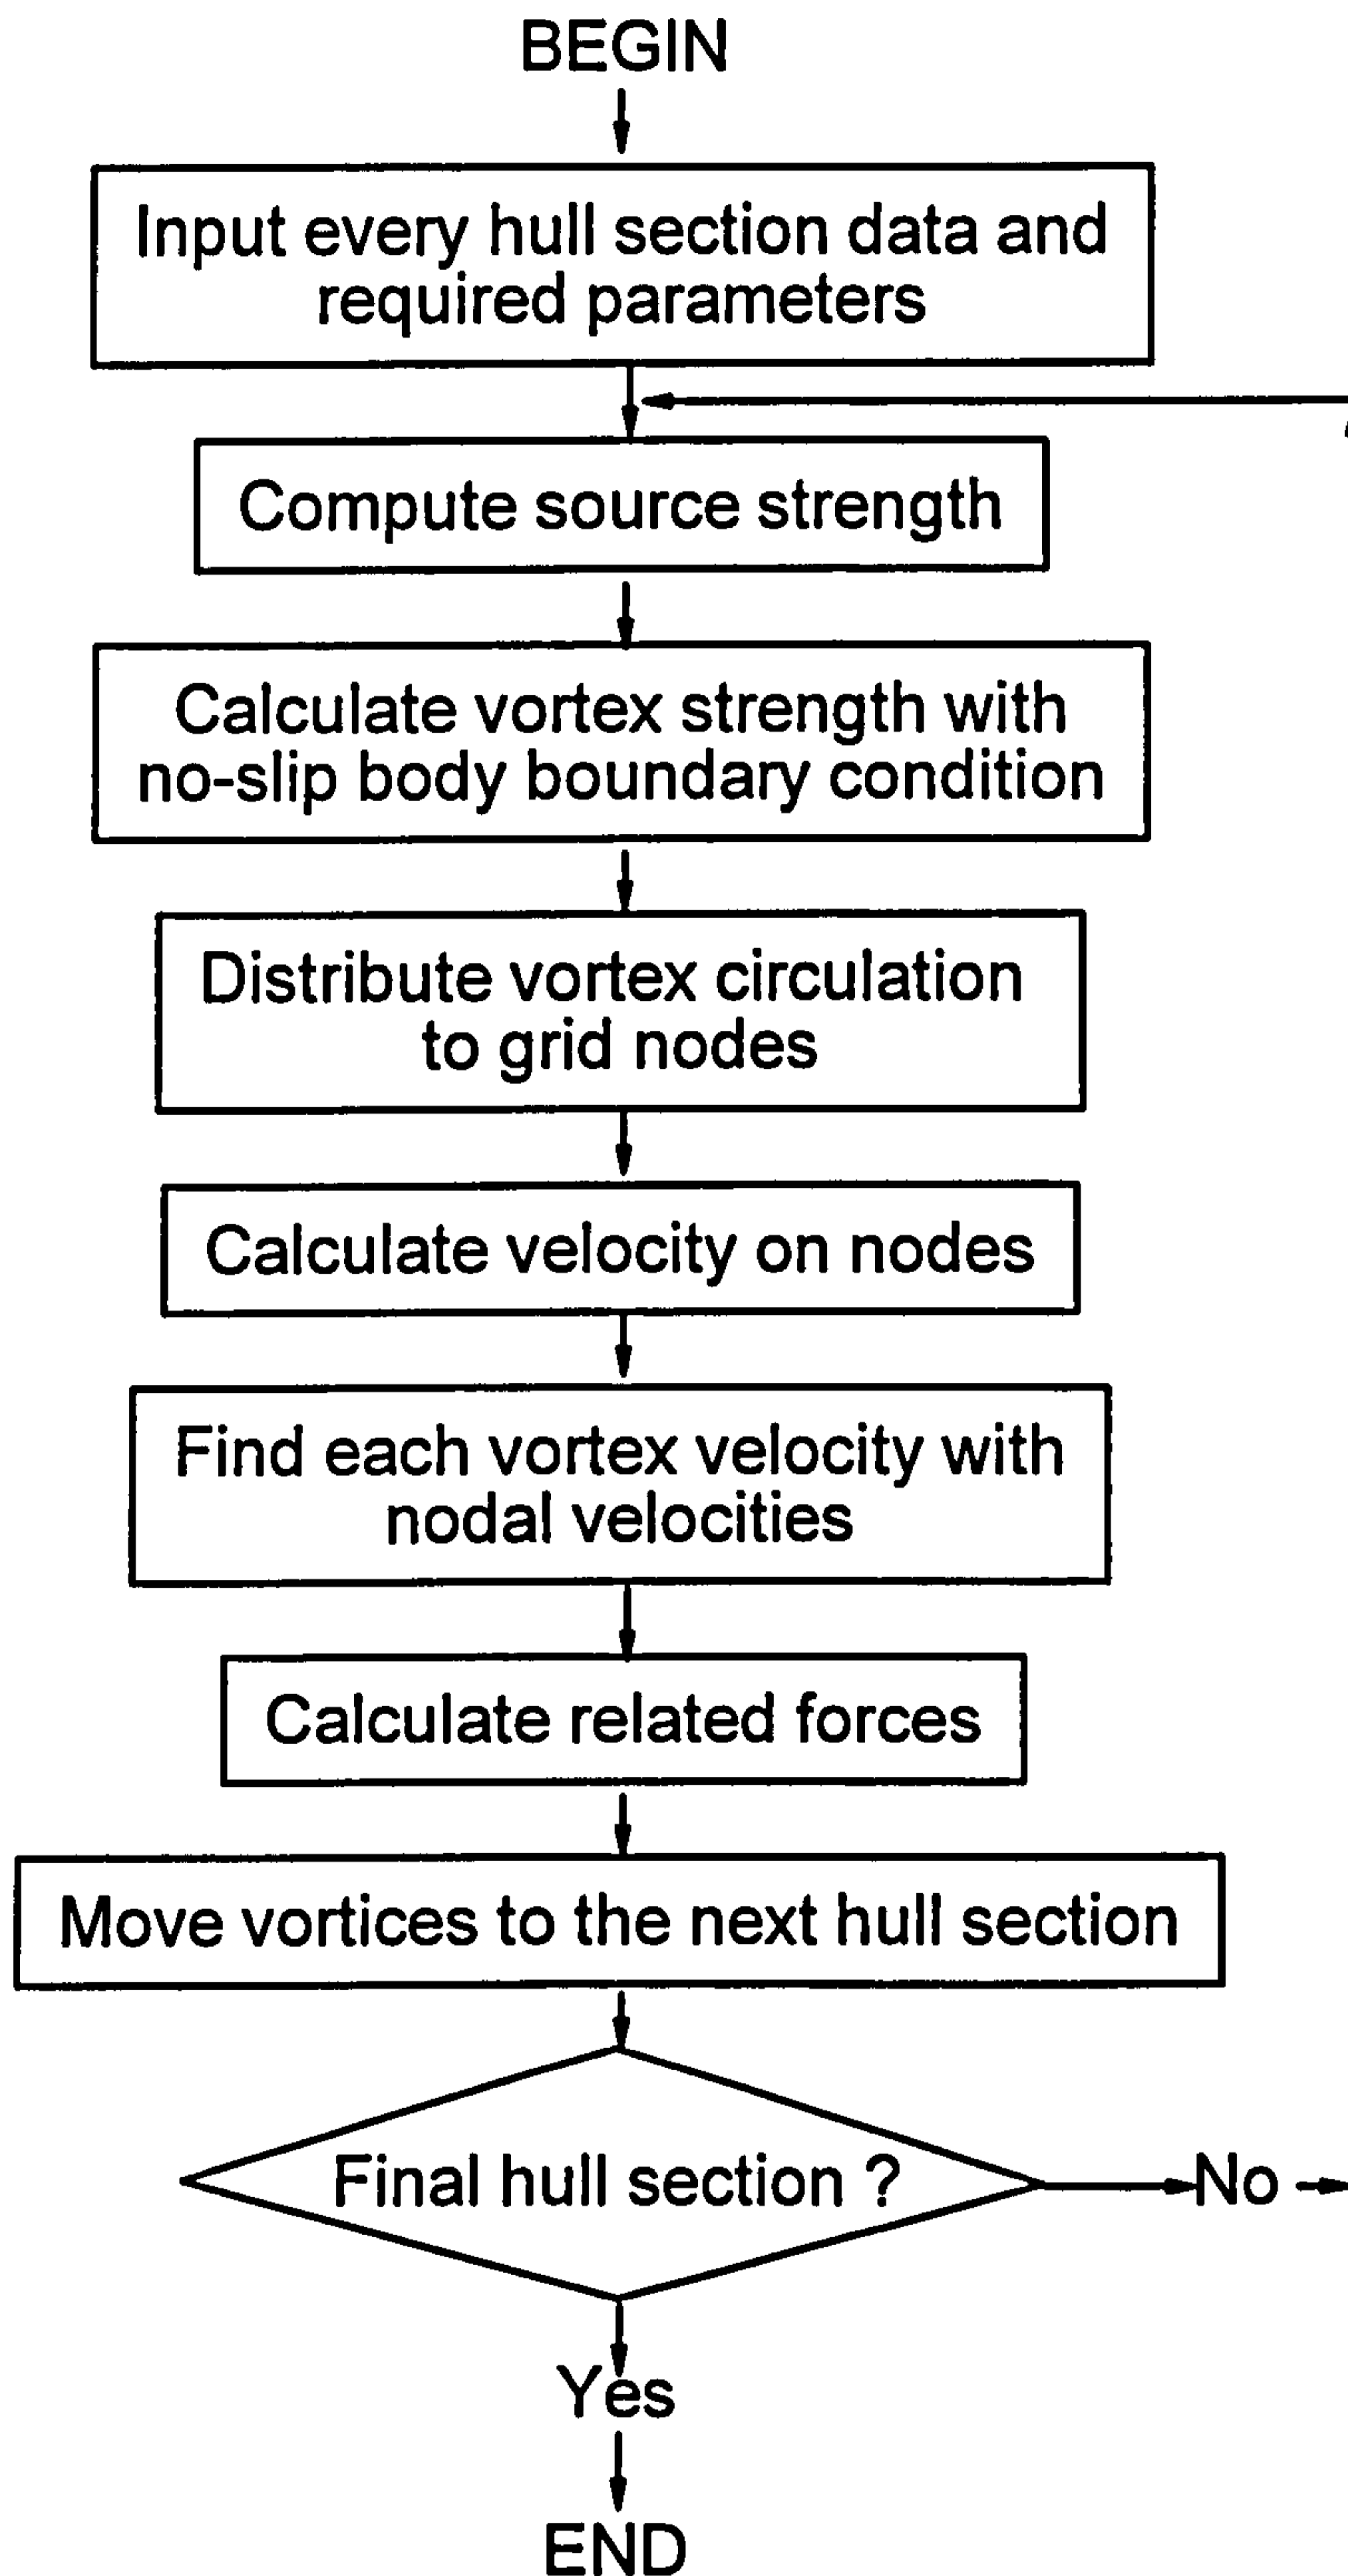 BEGIN
Input every hull section data and
required parameters
Compute source strength
Calculate vortex strength with
no-slip body boundary condition
Distribute vortex circulation
to grid nodes
Calculate velocity on nodes
Find each vortex velocity with
nodal velocities
Calculate related forces
Move vortices to the next hull section
Final hull section ?
No
Yes
END